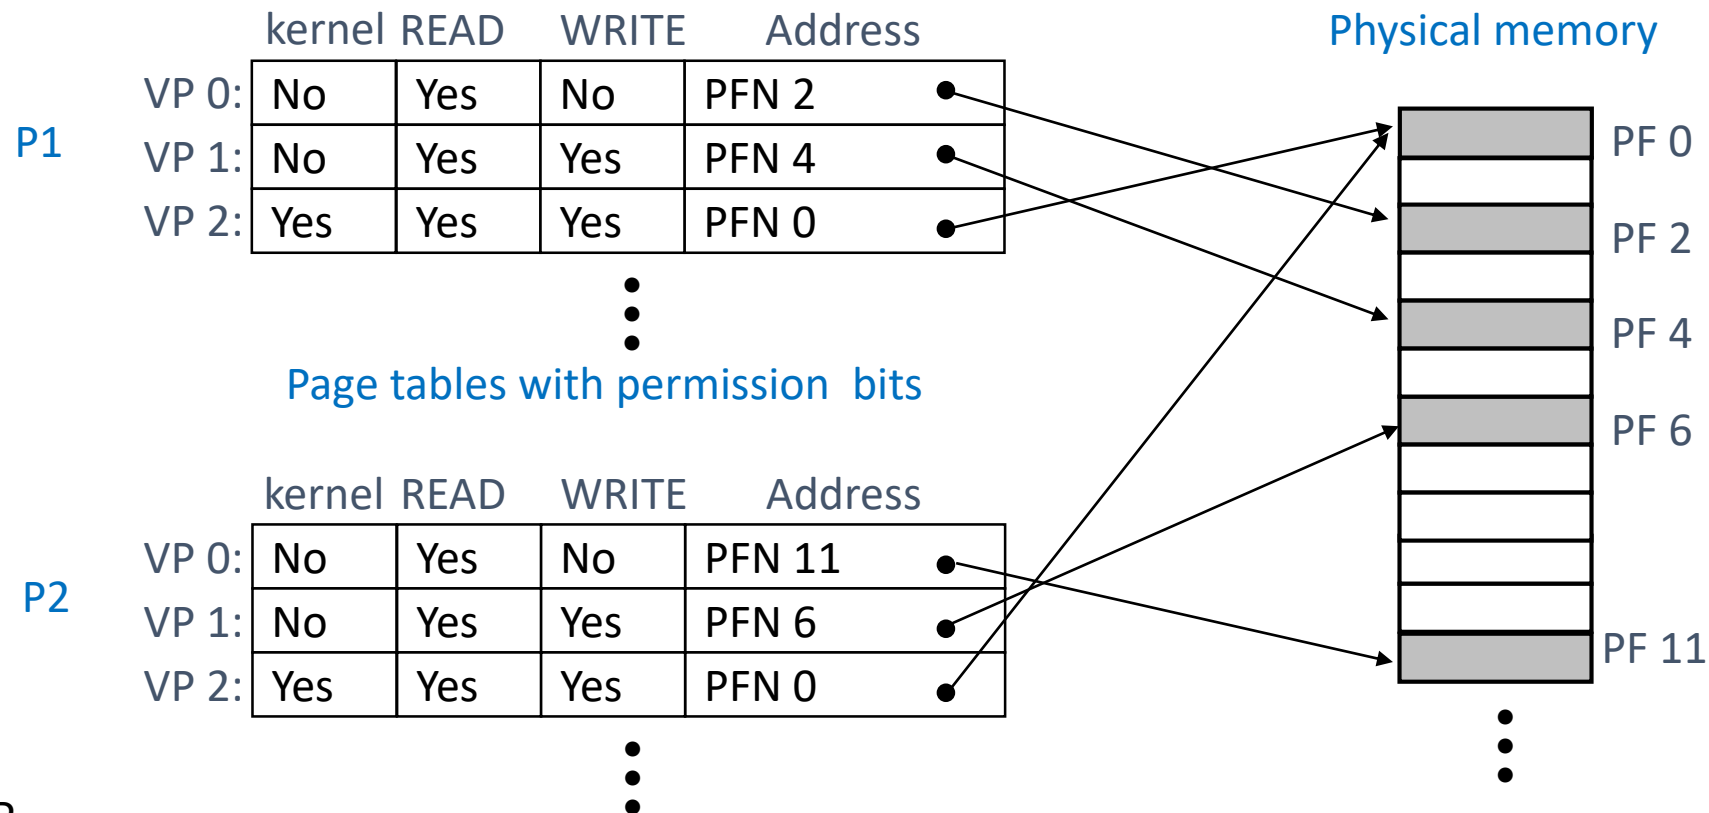 kernel READ WRITE Address Physical memory
VP 0: No Yes No PFN 2
P1 VP 1: No Yes Yes PFN 4 PF 0
VP 2: Yes Yes Yes PFN 0 PF 2
PF 4
Page tables with permission bits
PF 6
kernel READ WRITE Address
VP 0: No Yes No PFN 11
P2 VP 1: No Yes Yes PFN 6
VP 2: Yes Yes Yes PFN 0 PF 11